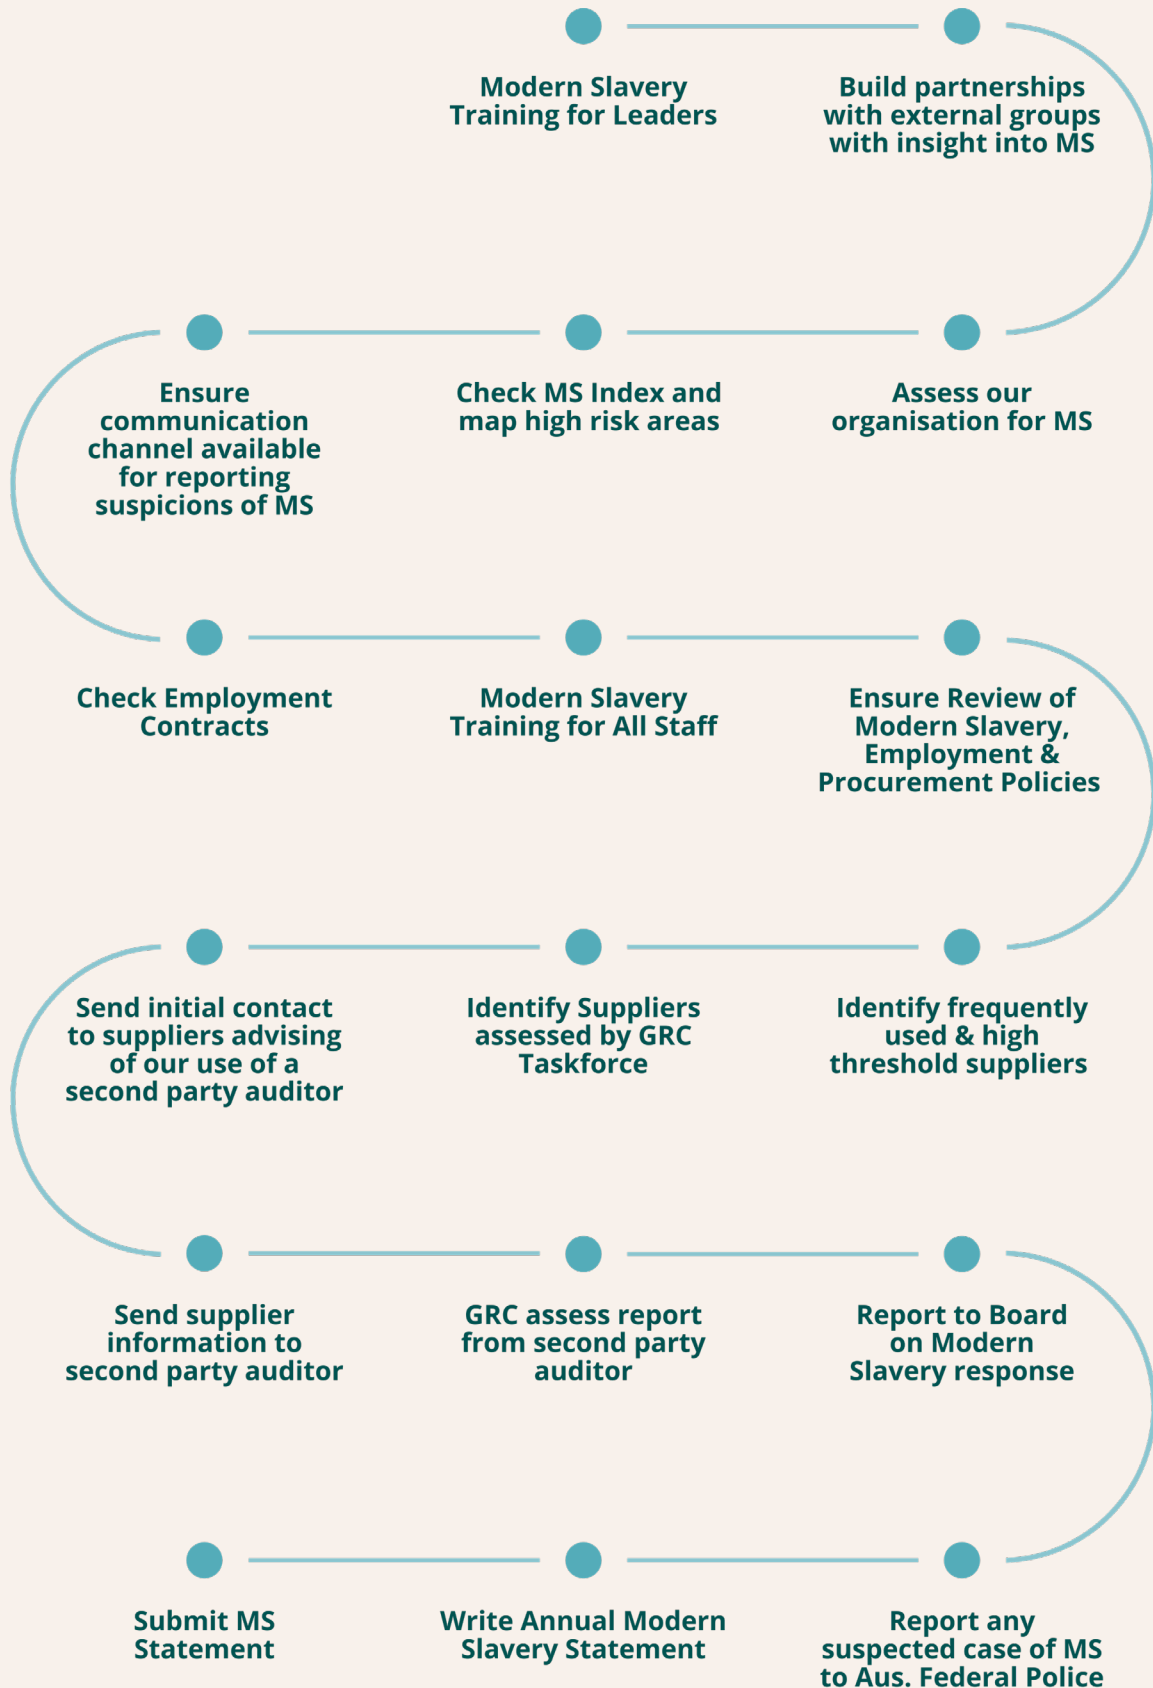 Modern Slavery
Training for Leaders
Build partnerships
with external groups
with insight into MS
Assess our
organisation for MS
Check MS Index and
map high risk areas
Ensure
communication
channel available
for reporting
suspicions of MS
Check Employment
Contracts
Modern Slavery
Training for All Staff
Ensure Review of
Modern Slavery,
Employment &
Procurement Policies
Identify frequently
used & high
threshold suppliers
Identify Suppliers
assessed by GRC
Taskforce
Send initial contact
to suppliers advising
of our use of a
second party auditor
Send supplier
information to
second party auditor
GRC assess report
from second party
auditor
Report to Board
on Modern
Slavery response
Report any
suspected case of MS
to Aus. Federal Police
Write Annual Modern
Slavery Statement
Submit MS
Statement